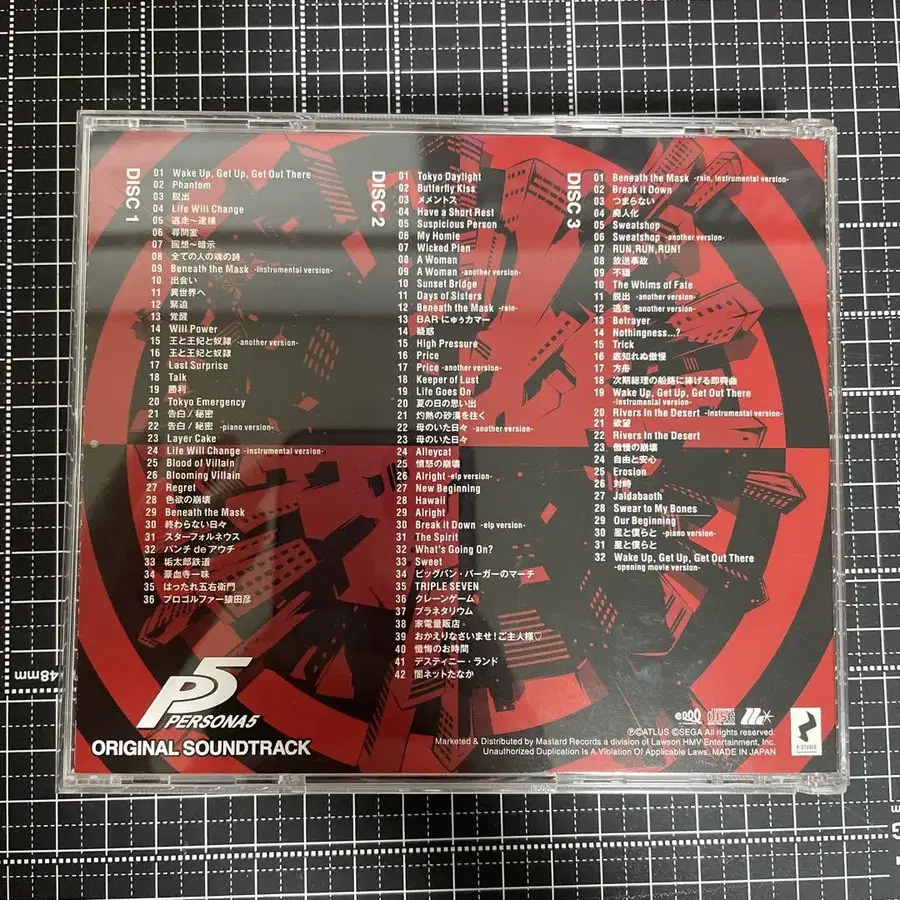 DISC 1
01 Wake Up, Get Up, Get Out There
02 Phantom
03 脱出
04 Life Will Change
05 逃走～逮捕
06 尋問室
07 回想～暗示
08 全ての人の魂の詩
09 Beneath the Mask -instrumental version-
10 出会い
11 異世界へ
12 緊迫
13 覚醒
14 Will Power
15 王と王妃と奴隷 -another version-
16 王と王妃と奴隷
17 Last Surprise
18 Talk
19 勝利
20 Tokyo Emergency
21 告白/秘密
22 告白/秘密 -piano version-
23 Layer Cake
24 Life Will Change -instrumental version-
25 Blood of Villain
26 Blooming Villain
27 Regret
28 色欲の崩壊
29 Beneath the Mask
30 終わらない日々
31 スターフォルネウス
32 パンチ de アウチ
33 垢太郎鉄道
34 豪血寺一味
35 はったれ五右衛門
36 プロゴルファー猿田彦
DISC 2
01 Tokyo Daylight
02 Butterfly Kiss
03 メメントス
04 Have a Short Rest
05 Suspicious Person
06 My Homie
07 Wicked Plan
08 A Woman
09 A Woman -another version-
10 Sunset Bridge
11 Days of Sisters
12 Beneath the Mask -rain-
13 BARにゅぅカマー
14 疑惑
15 High Pressure
16 Price
17 Price -another version-
18 Keeper of Lust
19 Life Goes On
20 夏の日の思い出
21 灼熱の砂漠を往く
22 母のいた日々 -another version-
23 母のいた日々
24 Alleycat
25 憤怒の崩壊
26 Alright -elp version-
27 New Beginning
28 Hawaii
29 Alright
30 Break it Down -elp version-
31 The Spirit
32 What's Going On?
33 Sweet
34 ビッグバン・バーガーのマーチ
35 TRIPLE SEVEN
36 クレーンゲーム
37 プラネタリウム
38 家電量販店
39 おかえりなさいませ！ご主人様♡
40 懺悔のお時間
41 デスティニー・ランド
42 闇ネットたなか
DISC 3
01 Beneath the Mask -rain, instrumental version-
02 Break it Down
03 つまらない
04 廃人化
05 Sweatshop
06 Sweatshop -another version-
07 RUN,RUN,RUN!
08 放送事故
09 不穏
10 The Whims of Fate
11 脱出 -another version-
12 逃走 -another version-
13 Betrayer
14 Nothingness...?
15 Trick
16 底知れぬ傲慢
17 方舟
18 次期総理の船路に捧げる即興曲
19 Wake Up, Get Up, Get Out There
-instrumental version-
20 Rivers In the Desert -instrumental version-
21 欲望
22 Rivers In the Desert
23 傲慢の崩壊
24 自由と安心
25 Erosion
26 対峙
27 Jaldabaoth
28 Swear to My Bones
29 Our Beginning
30 星と僕らと -piano version-
31 星と僕らと
32 Wake Up, Get Up, Get Out There
-opening movie version-
P5
PERSONA5
ORIGINAL SOUNDTRACK
ⓅⒸATLUS ⒸSEGA All rights reserved.
Marketed & Distributed by Mastard Records a division of Lawson HMV Entertainment, Inc.
Unauthorized Duplication Is A Violation Of Applicable Laws. MADE IN JAPAN
disc
P-STUDIO
48mm